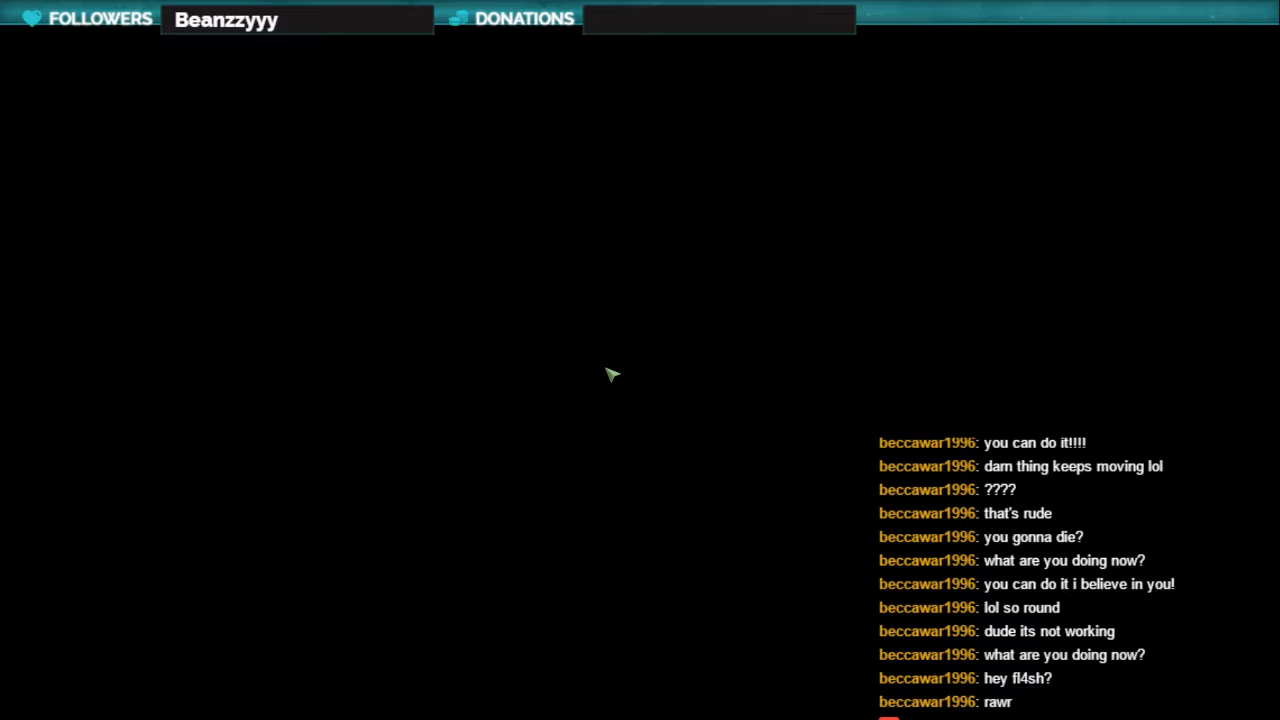 FOLLOWERS Beanzzyyy DONATIONS
beccawar1996: you can do it!!!!
beccawar1996: darn thing keeps moving lol
beccawar1996: ????
beccawar1996: that's rude
beccawar1996: you gonna die?
beccawar1996: what are you doing now?
beccawar1996: you can do it i believe in you!
beccawar1996: lol so round
beccawar1996: dude its not working
beccawar1996: what are you doing now?
beccawar1996: hey fl4sh?
beccawar1996: rawr